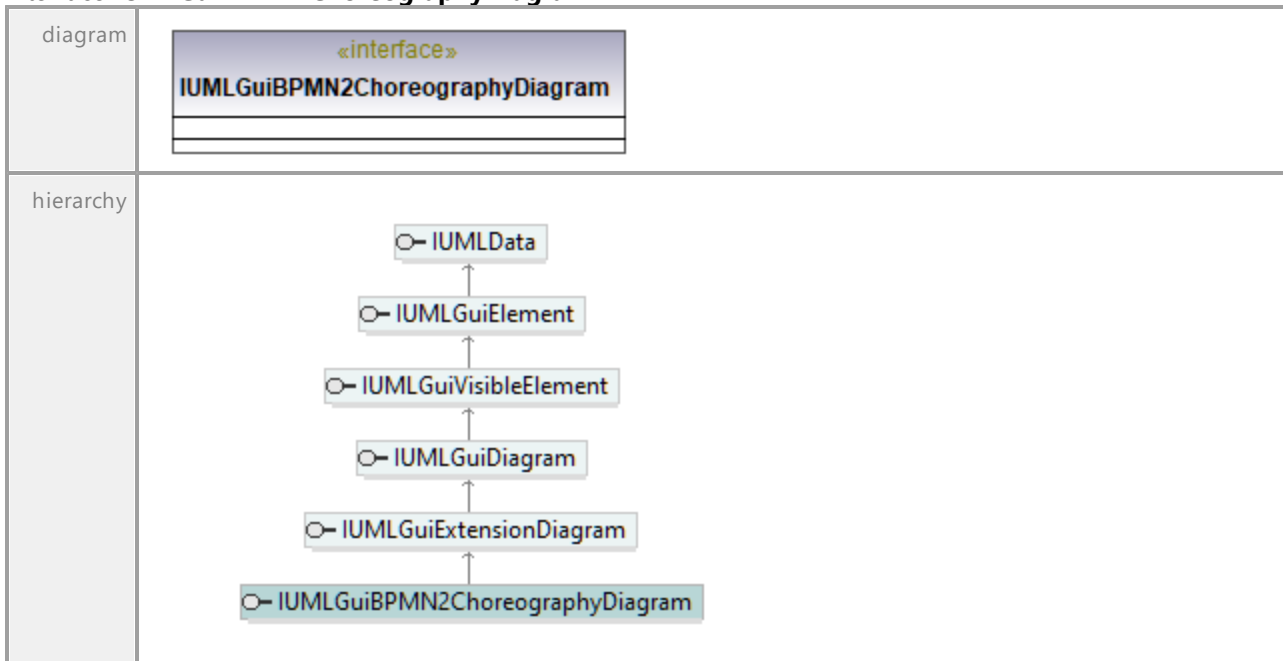 diagram
«interface»
IUMLGuiBPMN2ChoreographyDiagram
hierarchy
IUMLData
IUMLGuiElement
IUMLGuiVisibleElement
IUMLGuiDiagram
IUMLGuiExtensionDiagram
IUMLGuiBPMN2ChoreographyDiagram